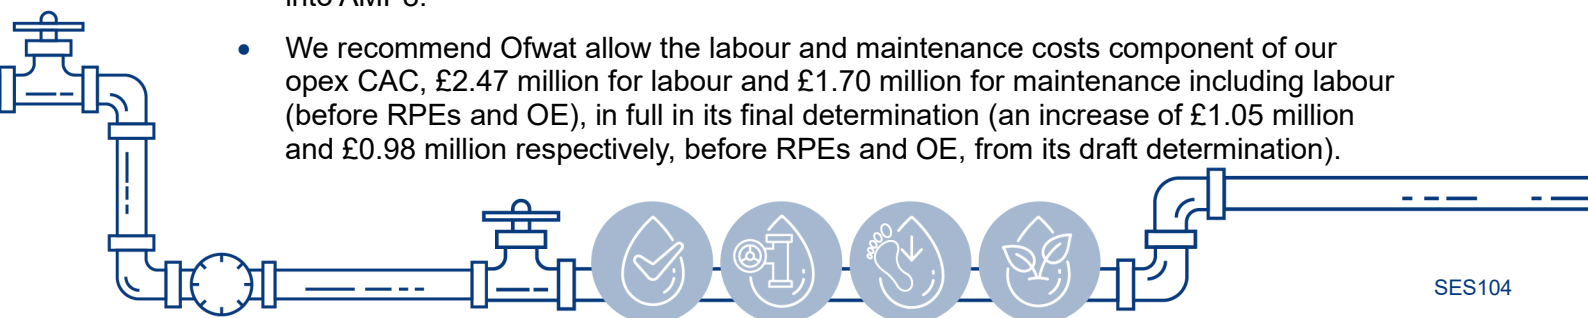 into AMP8.
• We recommend Ofwat allow the labour and maintenance costs component of our
opex CAC, £2.47 million for labour and £1.70 million for maintenance including labour
(before RPEs and OE), in full in its final determination (an increase of £1.05 million
and £0.98 million respectively, before RPEs and OE, from its draft determination).
SES104